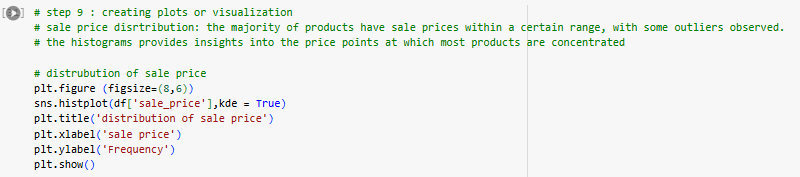 # step 9 : creating plots or visualization
# sale price disrtribution: the majority of products have sale prices within a certain range, with some outliers observed.
# the histograms provides insights into the price points at which most products are concentrated
# distrubution of sale price
plt.figure (figsize=(8,6))
sns.histplot(df['sale_price'],kde = True)
plt.title('distribution of sale price')
plt.xlabel('sale price')
plt.ylabel('Frequency')
plt.show()